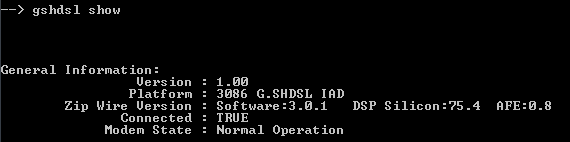 --> gshdsl show
General Information:
Version : 1.00
Platform : 3086 G.SHDSL IAD
Zip Wire Version : Software:3.0.1 DSP Silicon:75.4 AFE:0.8
Connected : TRUE
Modem State : Normal Operation